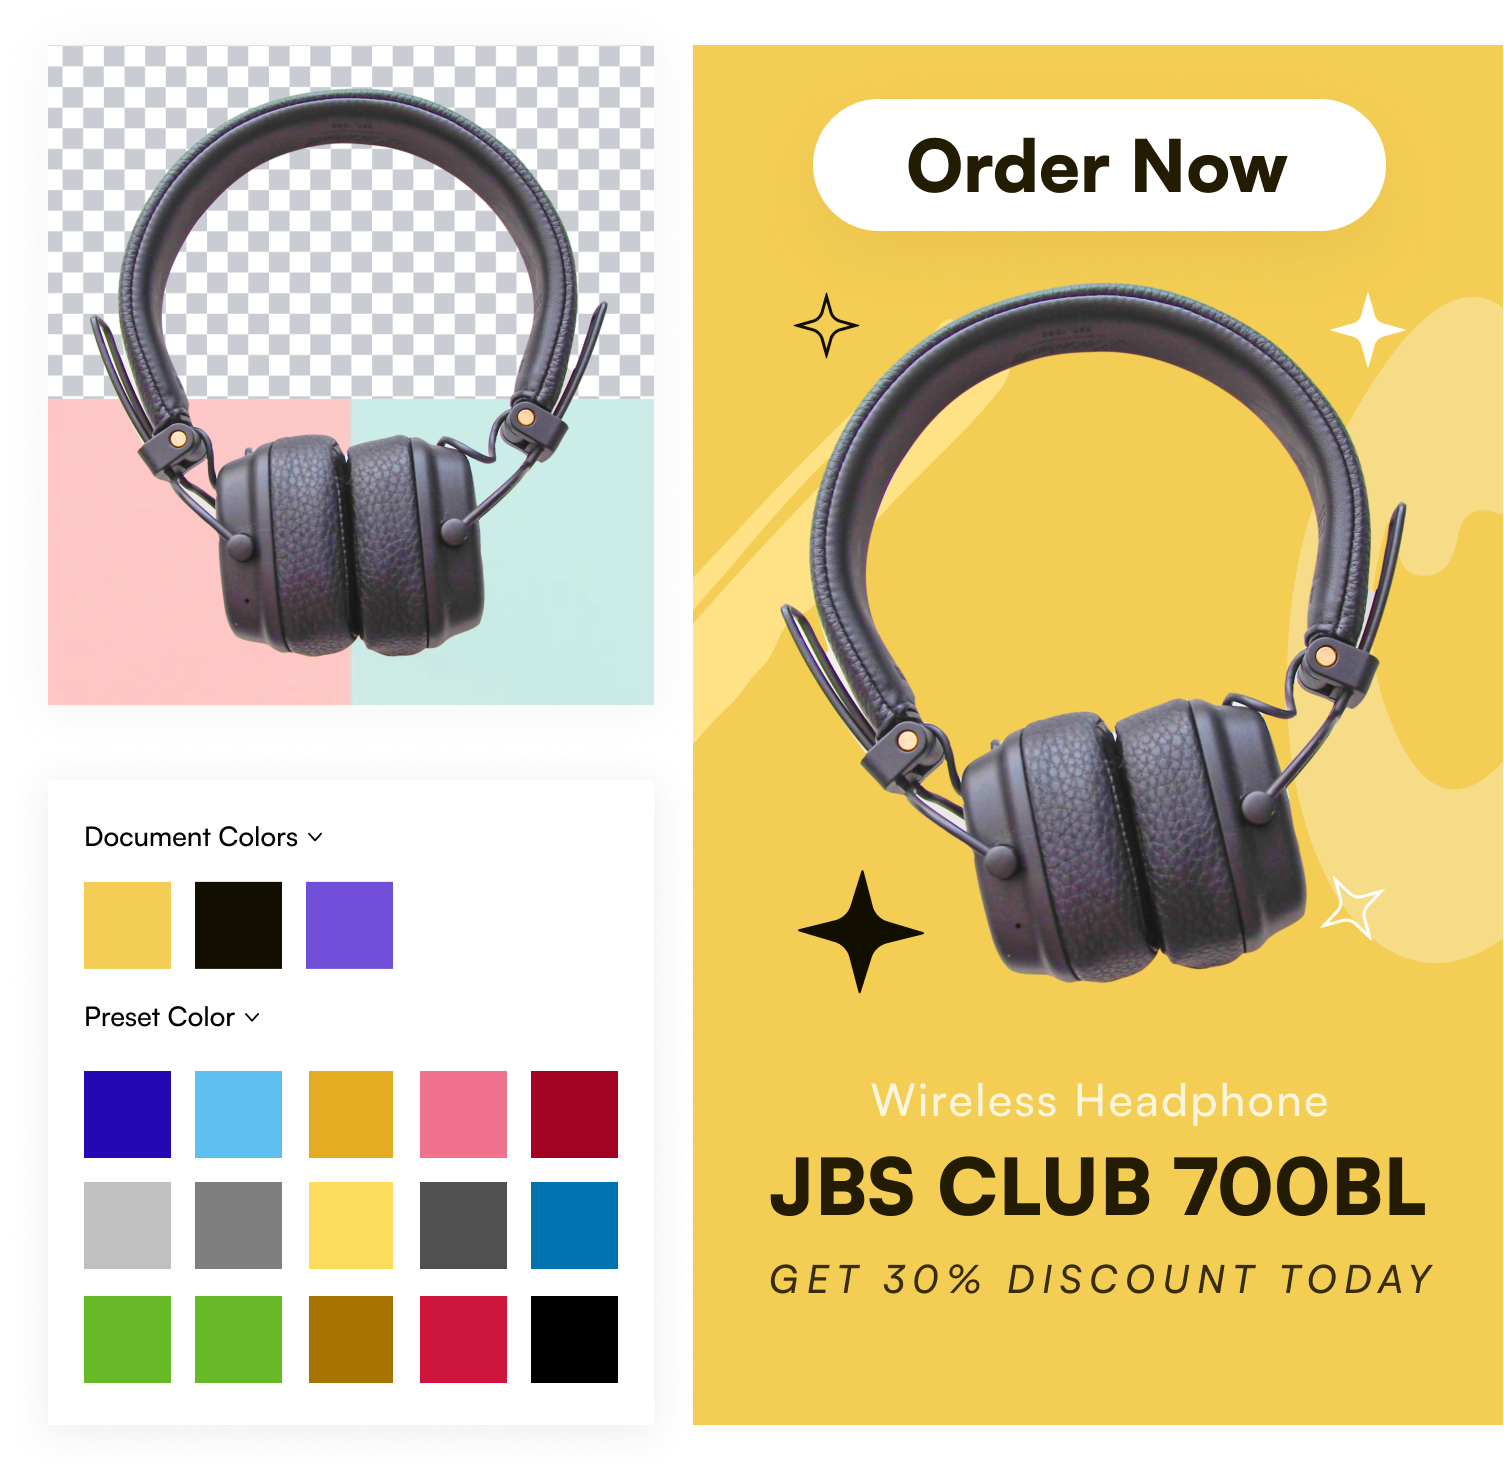 Document Colors
Preset Color
Order Now
Wireless Headphone
JBS CLUB 700BL
GET 30% DISCOUNT TODAY